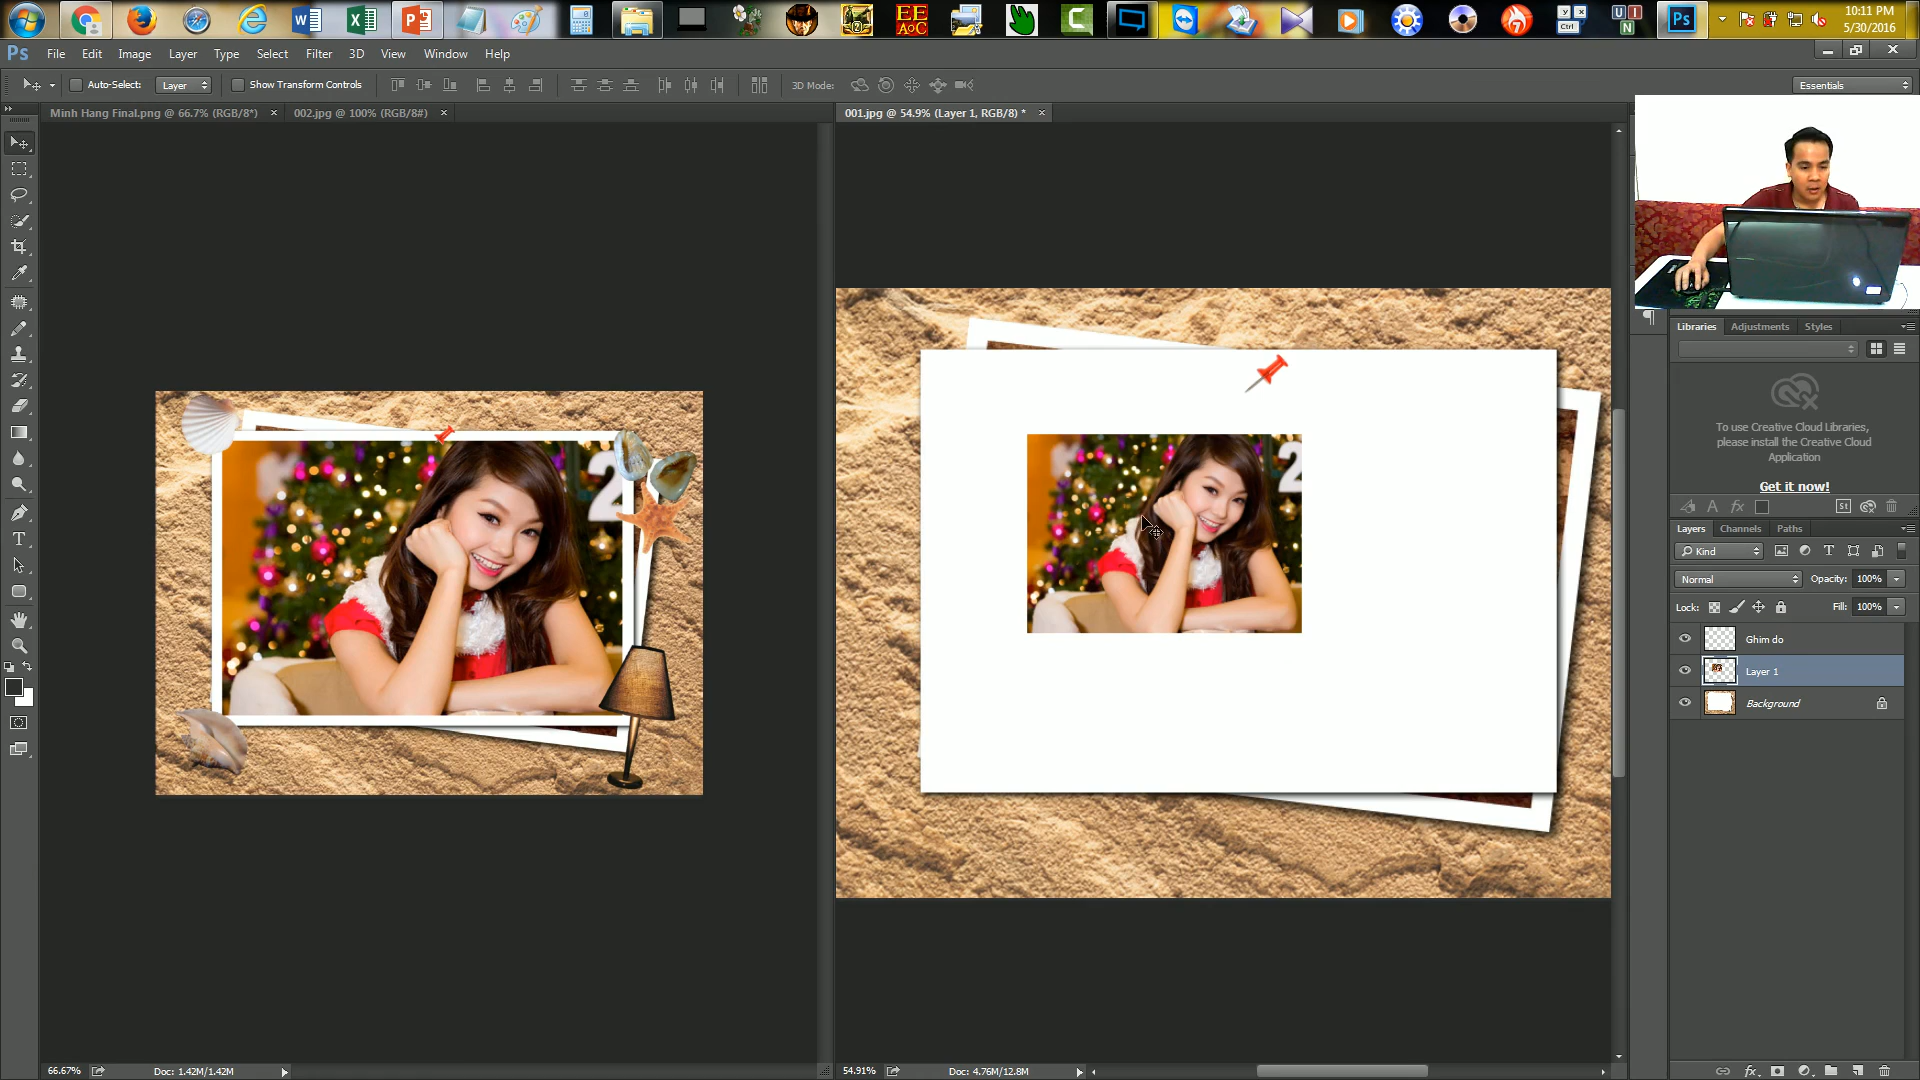 10:11 PM
5/30/2016
Ps
File Edit Image Layer Type Select Filter 3D View Window Help
Auto-Select: Layer Show Transform Controls 3D Mode: Essentials
Minh Hang Final.png @ 66.7% (RGB/8*) × 002.jpg @ 100% (RGB/8#) × 001.jpg @ 54.9% (Layer 1, RGB/8) * ×
2
2
Libraries Adjustments Styles
To use Creative Cloud Libraries,
please install the Creative Cloud
Application
Get it now!
St
Layers Channels Paths
Kind
Normal Opacity: 100%
Lock: Fill: 100%
Ghim do
Layer 1
Background
66.67% Doc: 1.42M/1.42M 54.91% Doc: 4.76M/12.8M